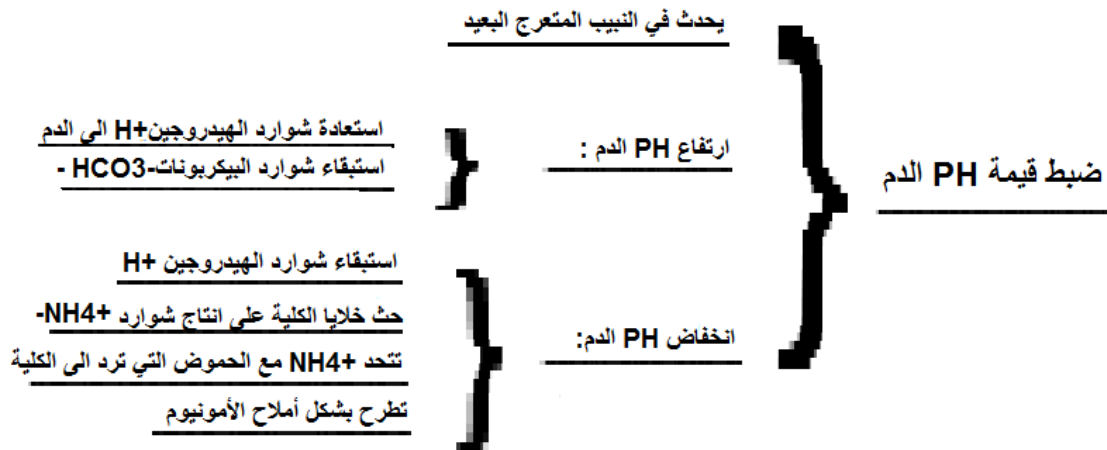 ضبط قيمة PH الدم
يحدث في النبيب المتعرج البعيد
ارتفاع PH الدم :
استعادة شوارد الهيدروجين+H الي الدم
استبقاء شوارد البيكربونات-HCO3 -
انخفاض PH الدم:
استبقاء شوارد الهيدروجين +H
حث خلايا الكلية علي انتاج شوارد +NH4-
تتحد +NH4 مع الحموض التي ترد الى الكلية
تطرح بشكل أملاح الأمونيوم